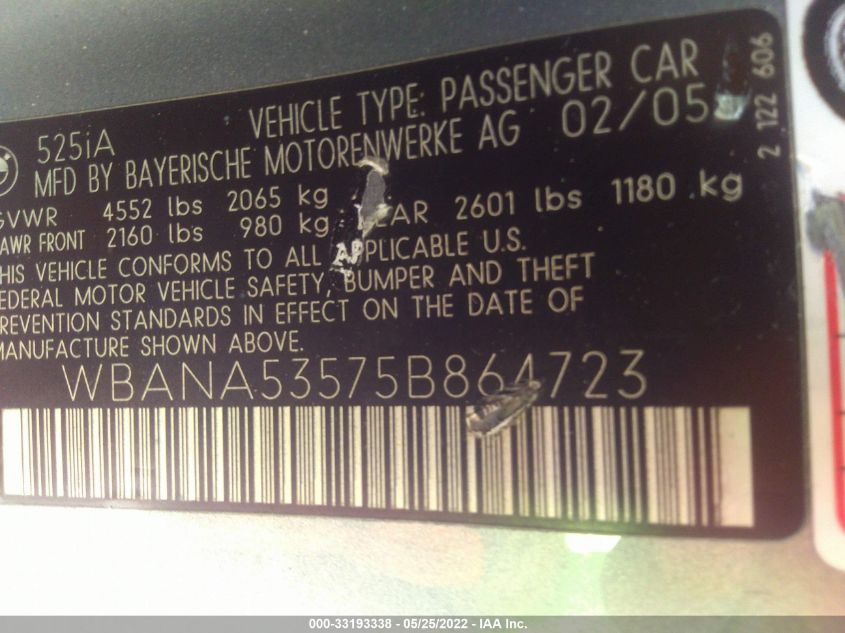 525iA VEHICLE TYPE: PASSENGER CAR
MFD BY BAYERISCHE MOTORENWERKE AG 02/05
GVWR 4552 lbs 2065 kg
AWR FRONT 2160 lbs 980 kg EAR 2601 lbs 1180 kg
HIS VEHICLE CONFORMS TO ALL APPLICABLE U.S.
EDERAL MOTOR VEHICLE SAFETY, BUMPER AND THEFT
REVENTION STANDARDS IN EFFECT ON THE DATE OF
MANUFACTURE SHOWN ABOVE.
WBANA53575B864723
2 122 606
000-33193338 - 05/25/2022 - IAA Inc.